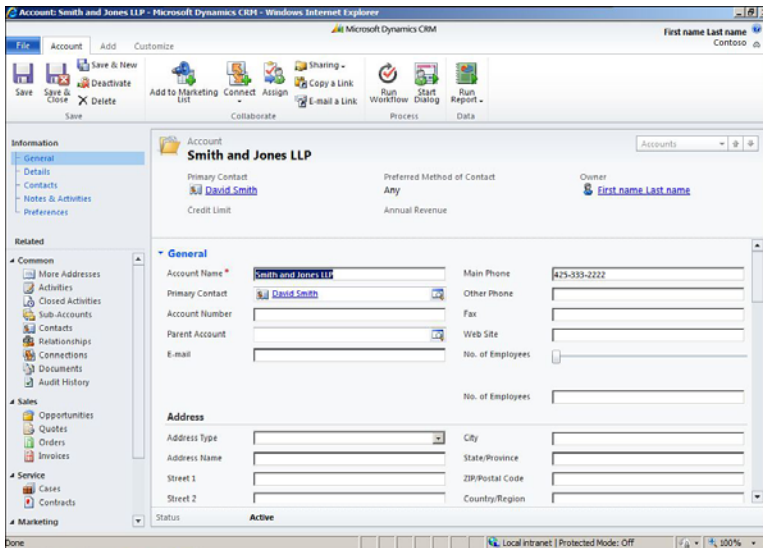 Account: Smith and Jones LLP - Microsoft Dynamics CRM - Windows Internet Explorer
Microsoft Dynamics CRM
First name Last name
Contoso
File Account Add Customize
Save
Save & Close
Save & New
Deactivate
Delete
Add to Marketing List
Connect
Assign
Sharing
Copy a Link
E-mail a Link
Run Workflow
Start Dialog
Run Report
Save Collaborate Process Data
Information
General
Details
Contacts
Notes & Activities
Preferences
Related
Common
More Addresses
Activities
Closed Activities
Sub-Accounts
Contacts
Relationships
Connections
Documents
Audit History
Sales
Opportunities
Quotes
Orders
Invoices
Service
Cases
Contracts
Marketing
Account
Smith and Jones LLP
Accounts
Primary Contact Preferred Method of Contact Owner
David Smith Any First name Last name
Credit Limit Annual Revenue
General
Account Name * Smith and Jones LLP Main Phone 425-333-2222
Primary Contact David Smith Other Phone
Account Number Fax
Parent Account Web Site
E-mail No. of Employees
No. of Employees
Address
Address Type City
Address Name State/Province
Street 1 ZIP/Postal Code
Street 2 Country/Region
Status Active
Done Local intranet | Protected Mode: Off 100%